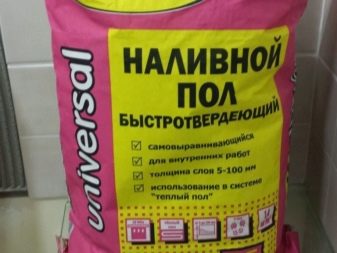 universal
НАЛИВНОЙ
ПОЛ
БЫСТРОТВЕРДЕЮЩИЙ
самовыравнивающийся
для внутренних работ
толщина слоя 5-100 мм
использование в системе
"теплый пол"